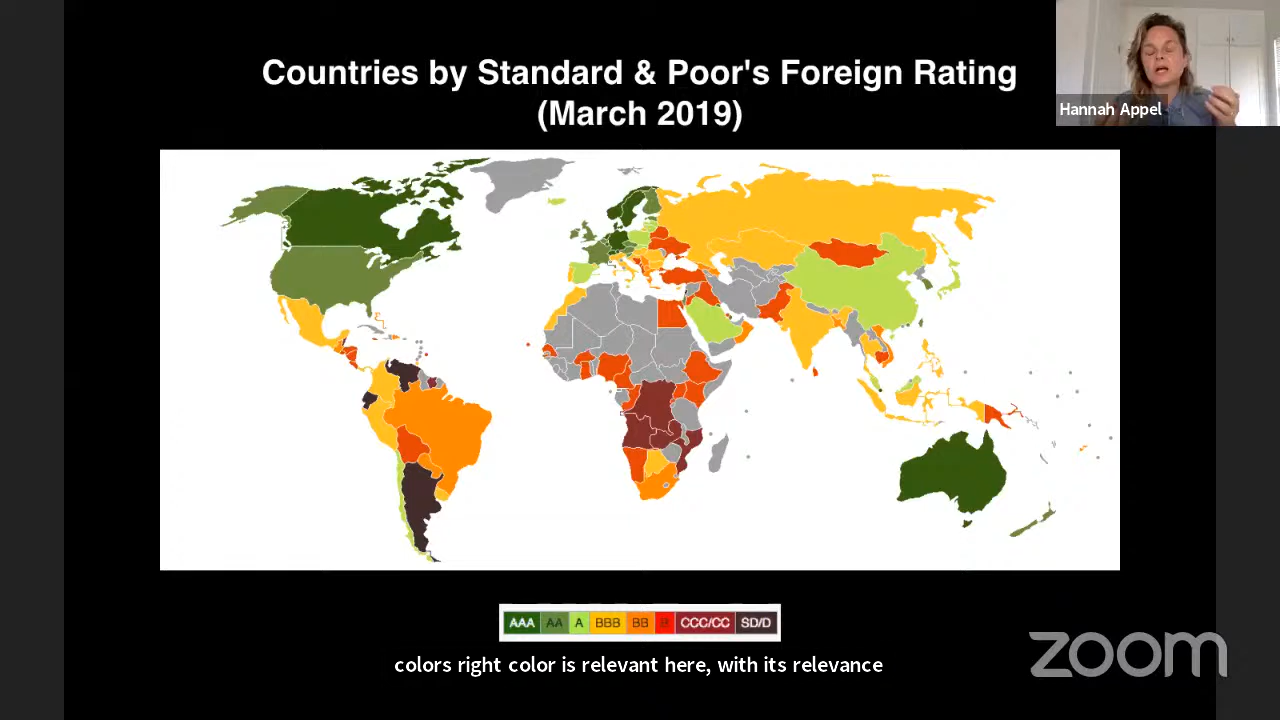 Countries by Standard & Poor's Foreign Rating
(March 2019)
Hannah Appel
AAA AA A BBB BB B CCC/CC SD/D
colors right color is relevant here, with its relevance
zoom